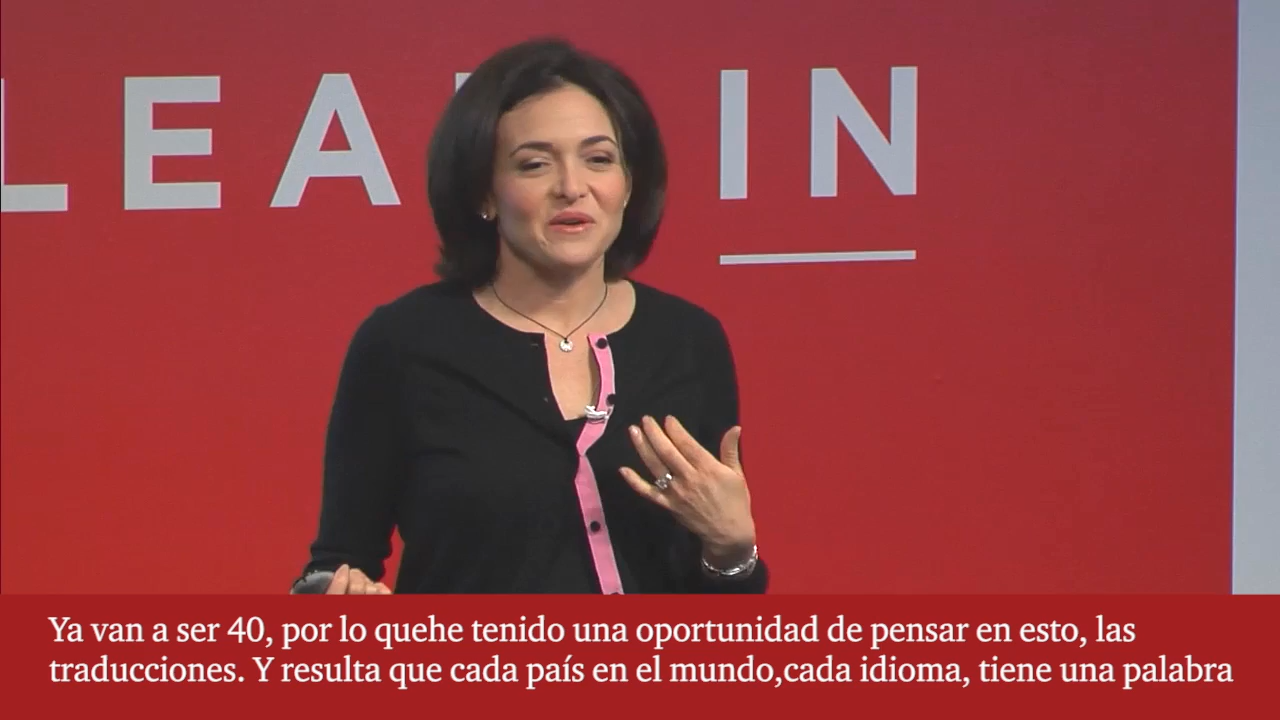 LEA IN
Ya van a ser 40, por lo quehe tenido una oportunidad de pensar en esto, las
traducciones. Y resulta que cada país en el mundo,cada idioma, tiene una palabra